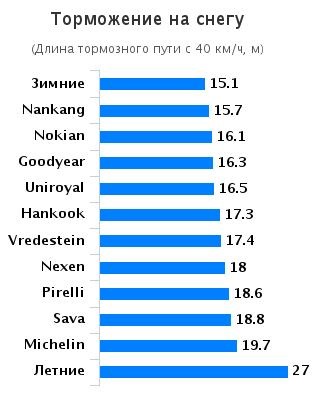 Торможение на снегу
(Длина тормозного пути с 40 км/ч, м)
Зимние 15.1
Nankang 15.7
Nokian 16.1
Goodyear 16.3
Uniroyal 16.5
Hankook 17.3
Vredestein 17.4
Nexen 18
Pirelli 18.6
Sava 18.8
Michelin 19.7
Летние 27